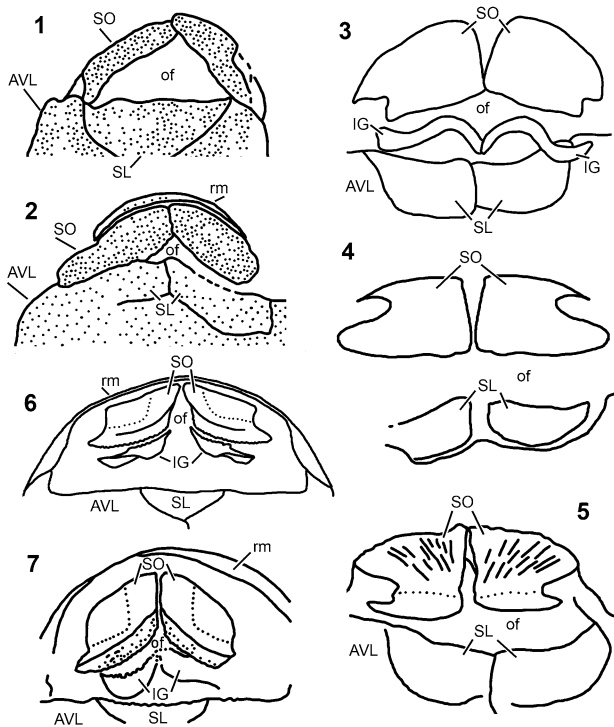 1
SO
of
AVL
SL
2
rm
SO
of
AVL
SL
3
SO
of
IG
IG
AVL
SL
4
SO
of
SL
5
SO
of
AVL
SL
6
rm
SO
of
IG
AVL
SL
7
rm
SO
of
IG
AVL
SL